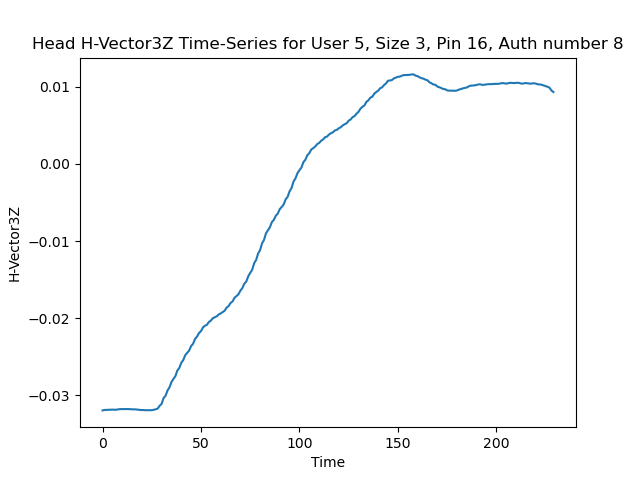 Head H-Vector3Z Time-Series for User 5, Size 3, Pin 16, Auth number 8
0.01
0.00
−0.01
−0.02
−0.03
H-Vector3Z
0 50 100 150 200
Time